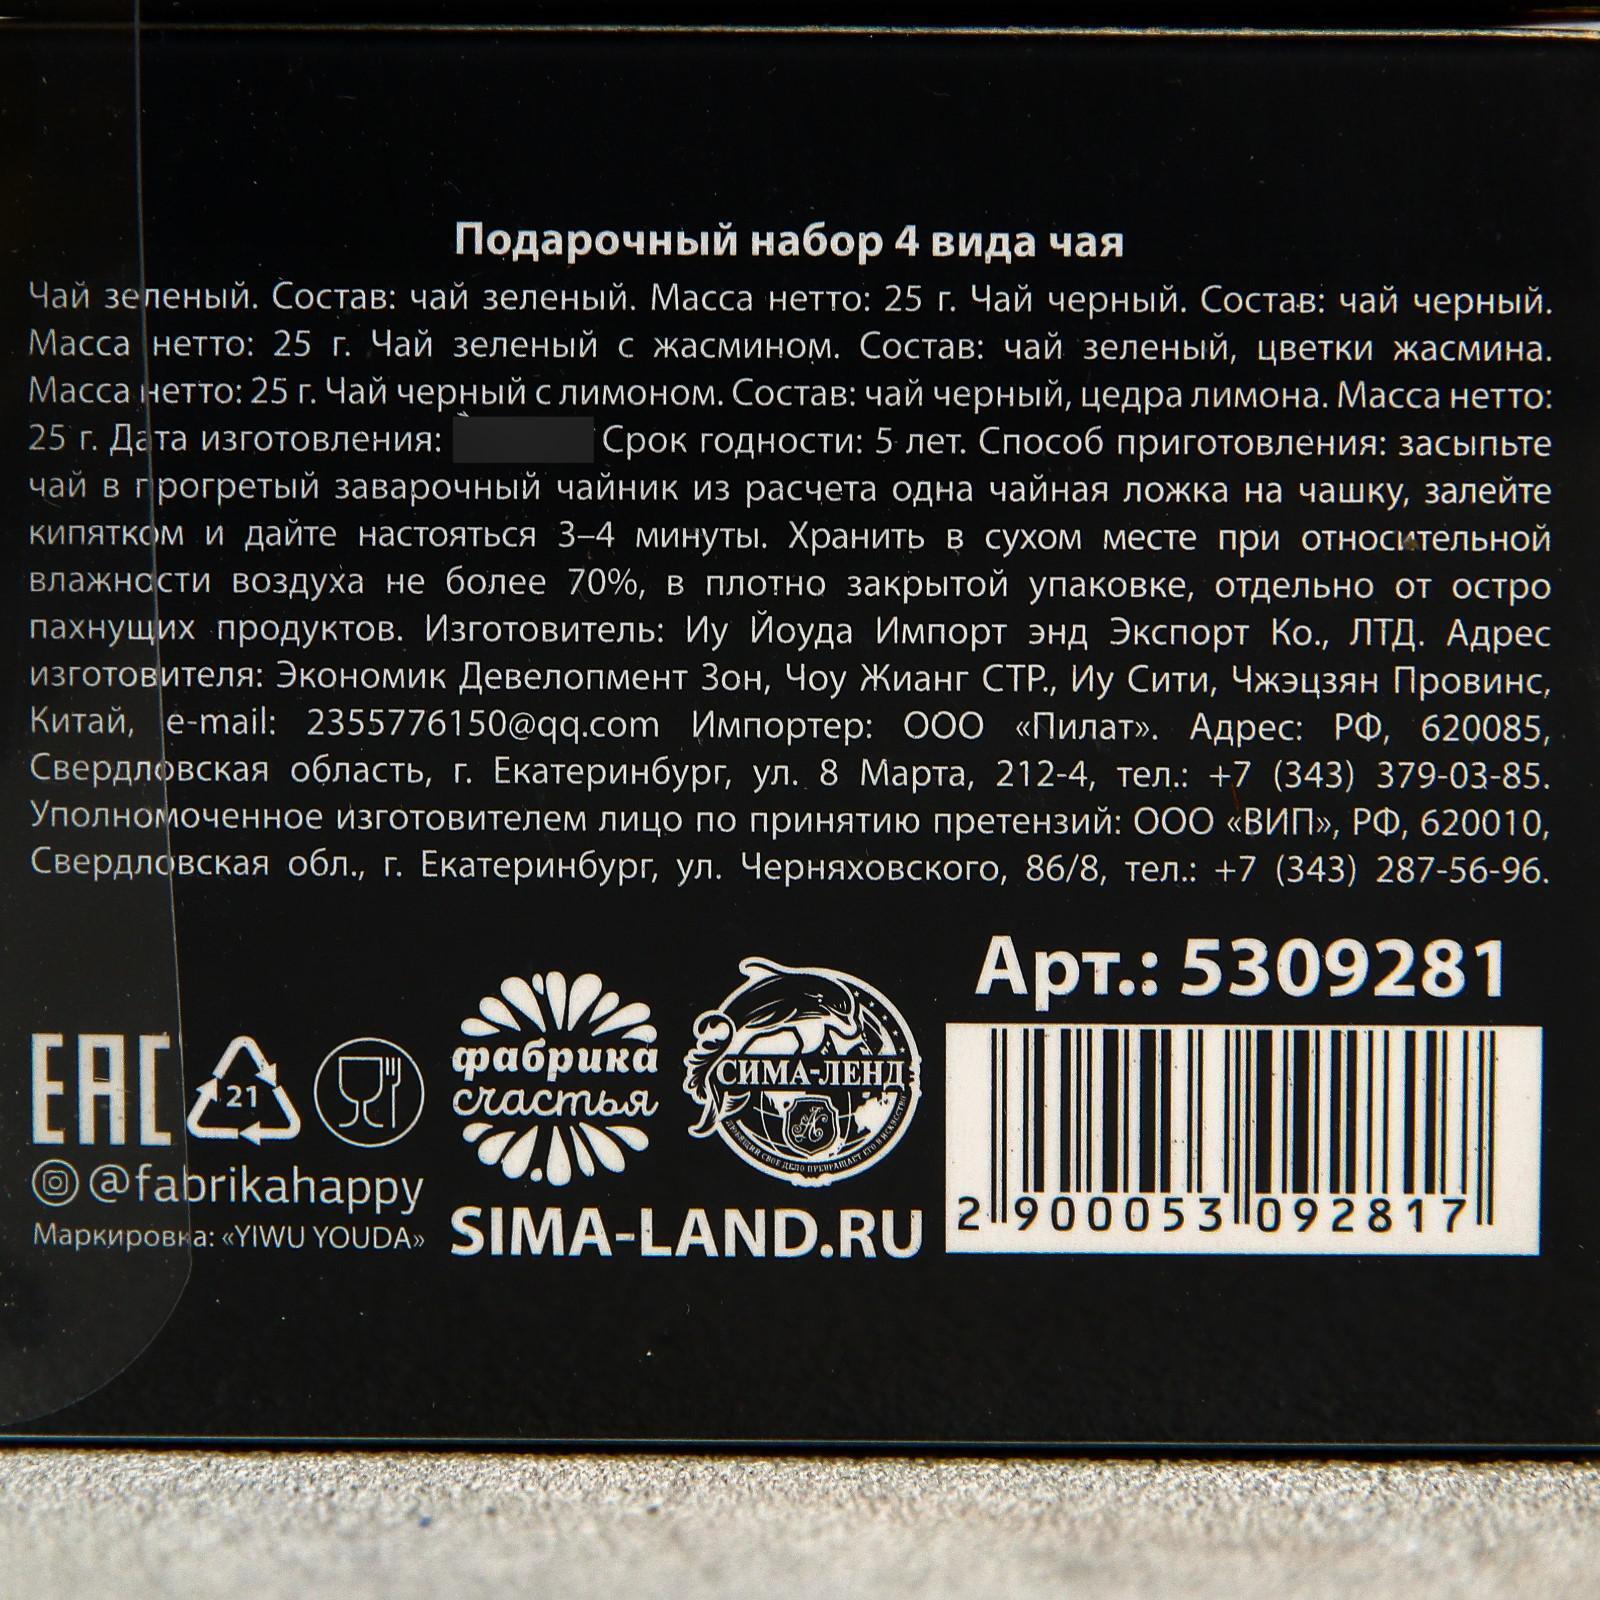 Подарочный набор 4 вида чая
Чай зеленый. Состав: чай зеленый. Масса нетто: 25 г. Чай черный. Состав: чай черный.
Масса нетто: 25 г. Чай зеленый с жасмином. Состав: чай зеленый, цветки жасмина.
Масса нетто: 25 г. Чай черный с лимоном. Состав: чай черный, цедра лимона. Масса нетто:
25 г. Дата изготовления: Срок годности: 5 лет. Способ приготовления: засыпьте
чай в прогретый заварочный чайник из расчета одна чайная ложка на чашку, залейте
кипятком и дайте настояться 3–4 минуты. Хранить в сухом месте при относительной
влажности воздуха не более 70%, в плотно закрытой упаковке, отдельно от остро
пахнущих продуктов. Изготовитель: Иу Йоуда Импорт энд Экспорт Ко., ЛТД. Адрес
изготовителя: Экономик Девелопмент Зон, Чоу Жианг СТР., Иу Сити, Чжэцзян Провинс,
Китай, e-mail: 2355776150@qq.com Импортер: ООО «Пилат». Адрес: РФ, 620085,
Свердловская область, г. Екатеринбург, ул. 8 Марта, 212-4, тел.: +7 (343) 379-03-85.
Уполномоченное изготовителем лицо по принятию претензий: ООО «ВИП», РФ, 620010,
Свердловская обл., г. Екатеринбург, ул. Черняховского, 86/8, тел.: +7 (343) 287-56-96.
Арт.: 5309281
EAC
21
фабрика
счастья
СИМА-ЛЕНД
@fabrikahappy
Маркировка: «YIWU YOUDA»
SIMA-LAND.RU
2 900053 092817